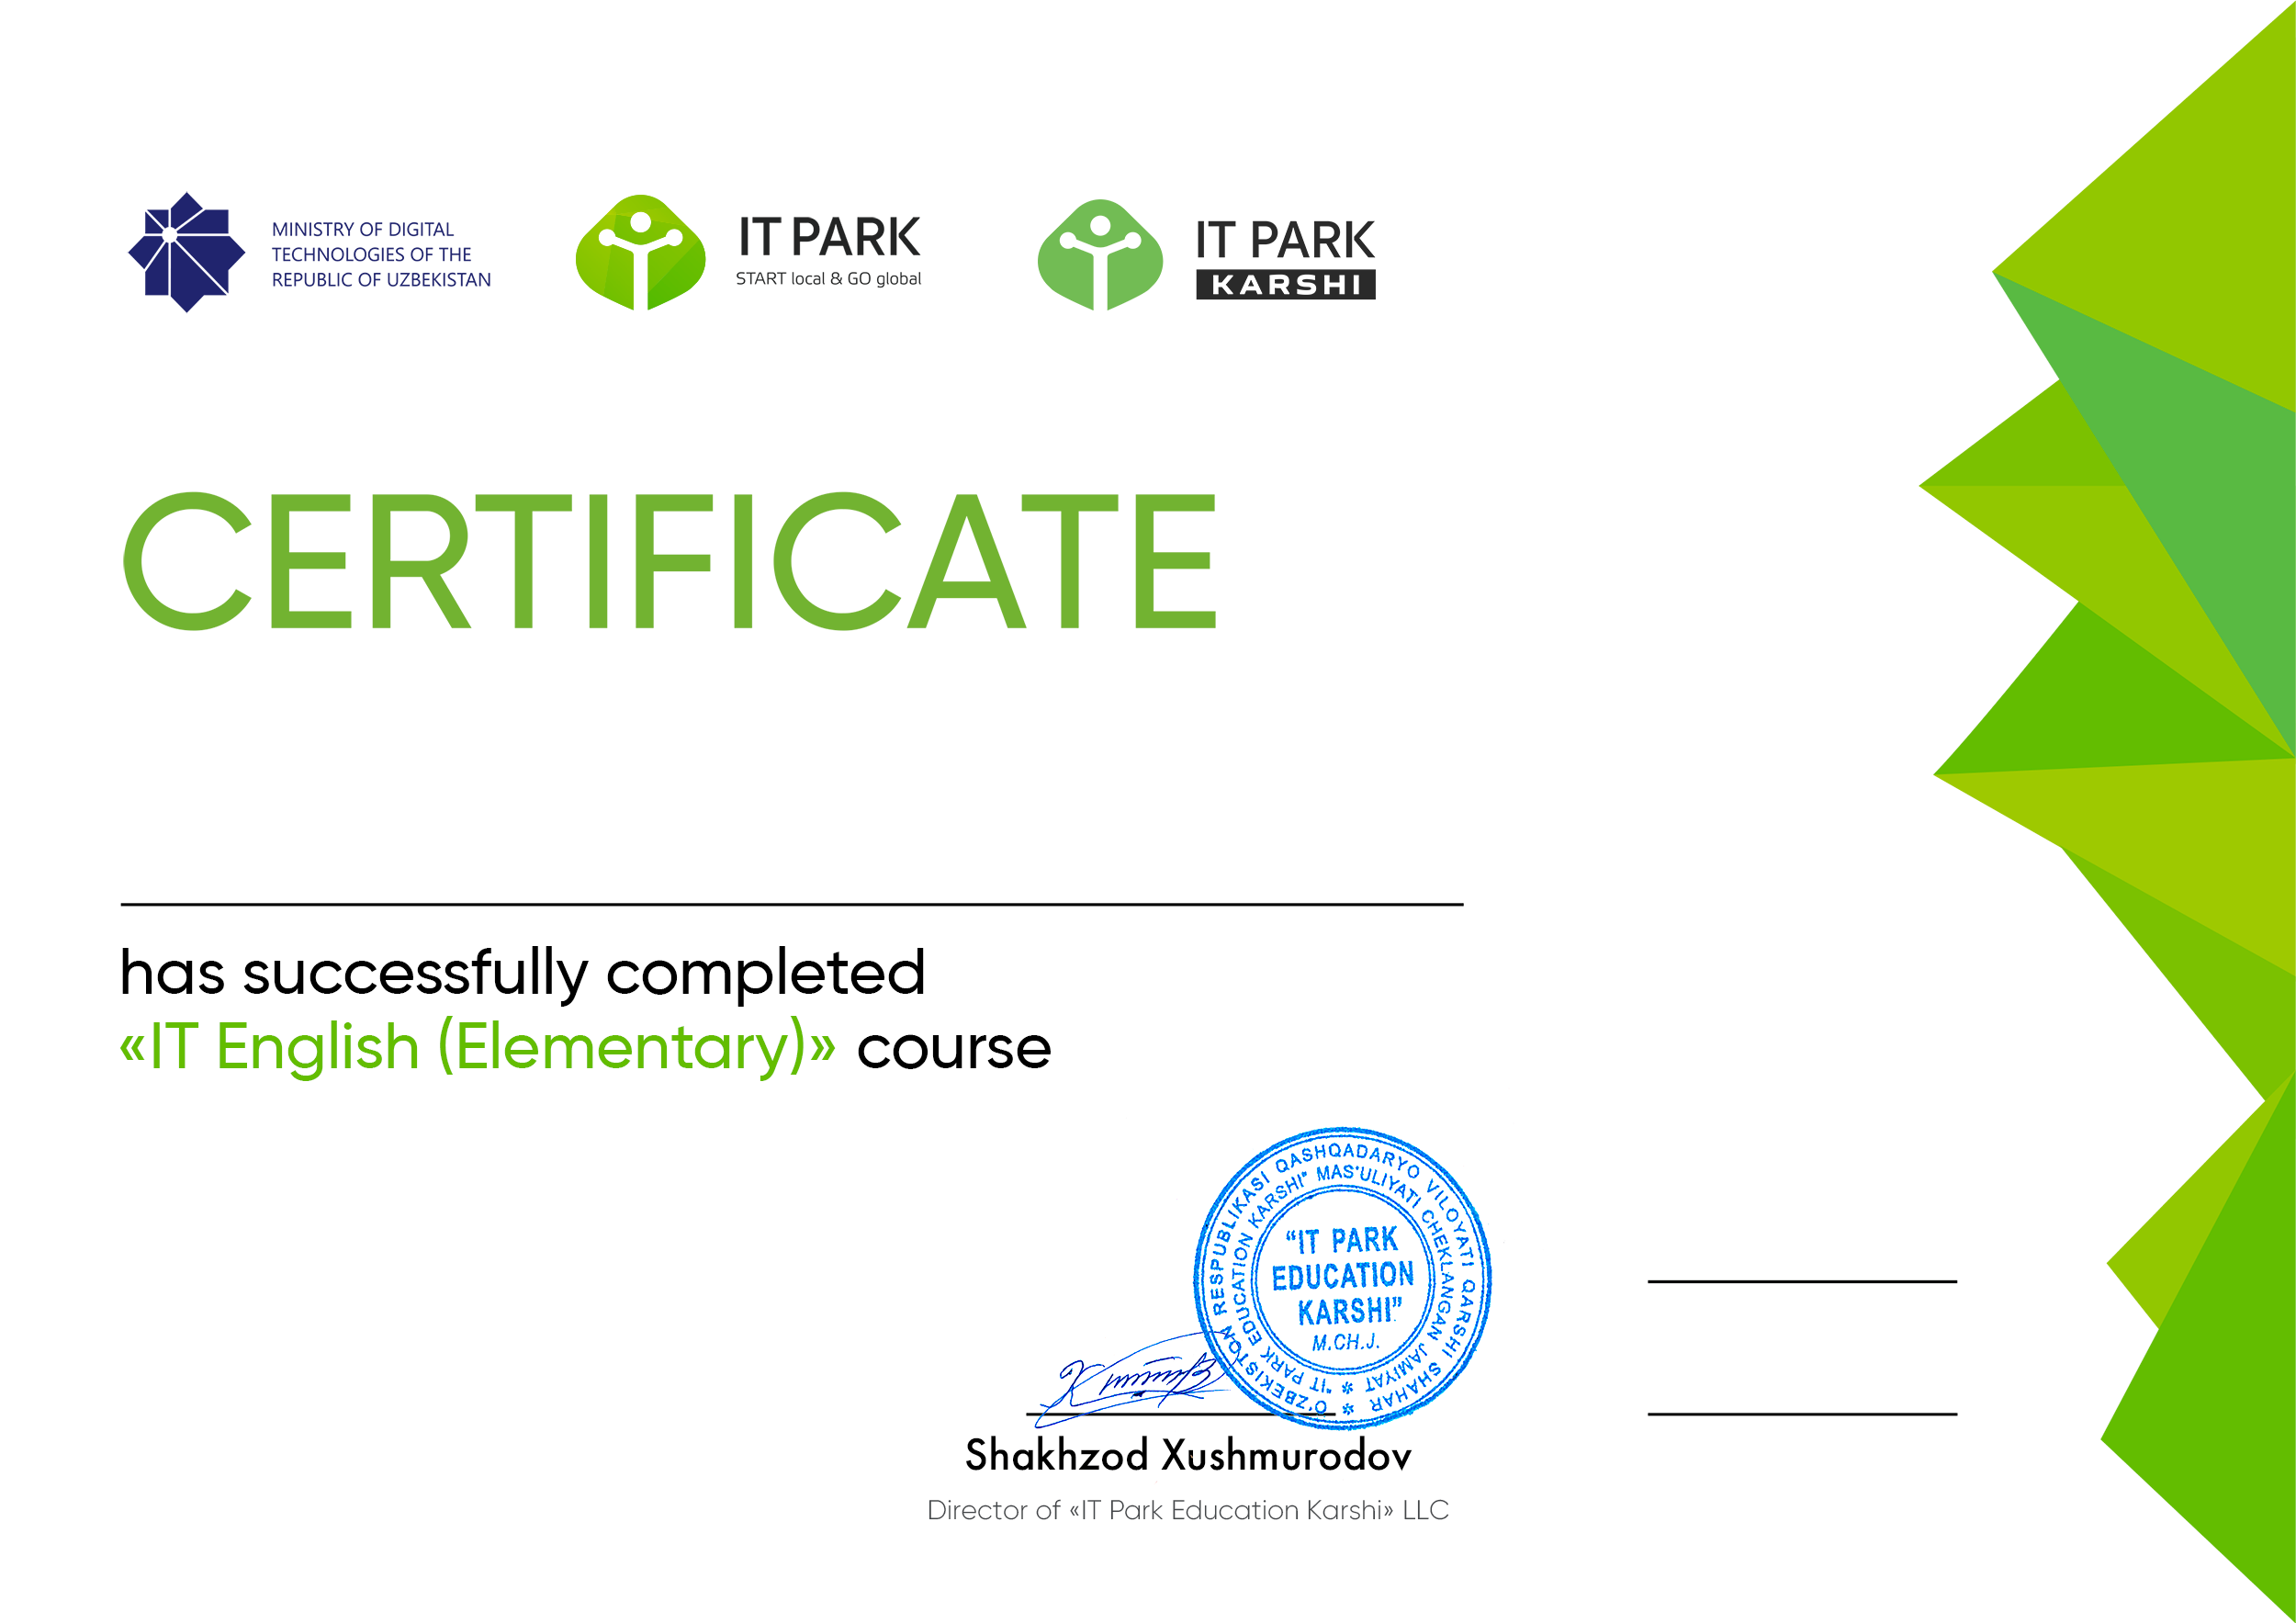 MINISTRY OF DIGITAL
TECHNOLOGIES OF THE
REPUBLIC OF UZBEKISTAN
IT PARK
START local & GO global
IT PARK
KARSHI
CERTIFICATE
has successfully completed
«IT English (Elementary)» course
O'ZBEKISTON RESPUBLIKASI QASHQADARYO VILOYATI QARSHI SHAHAR
"IT PARK EDUCATION KARSHI" MAS'ULIYATI CHEKLANGAN JAMIYAT
“IT PARK
EDUCATION
KARSHI”
M.CH.J.
Shakhzod Xushmurodov
Director of «IT Park Education Karshi» LLC